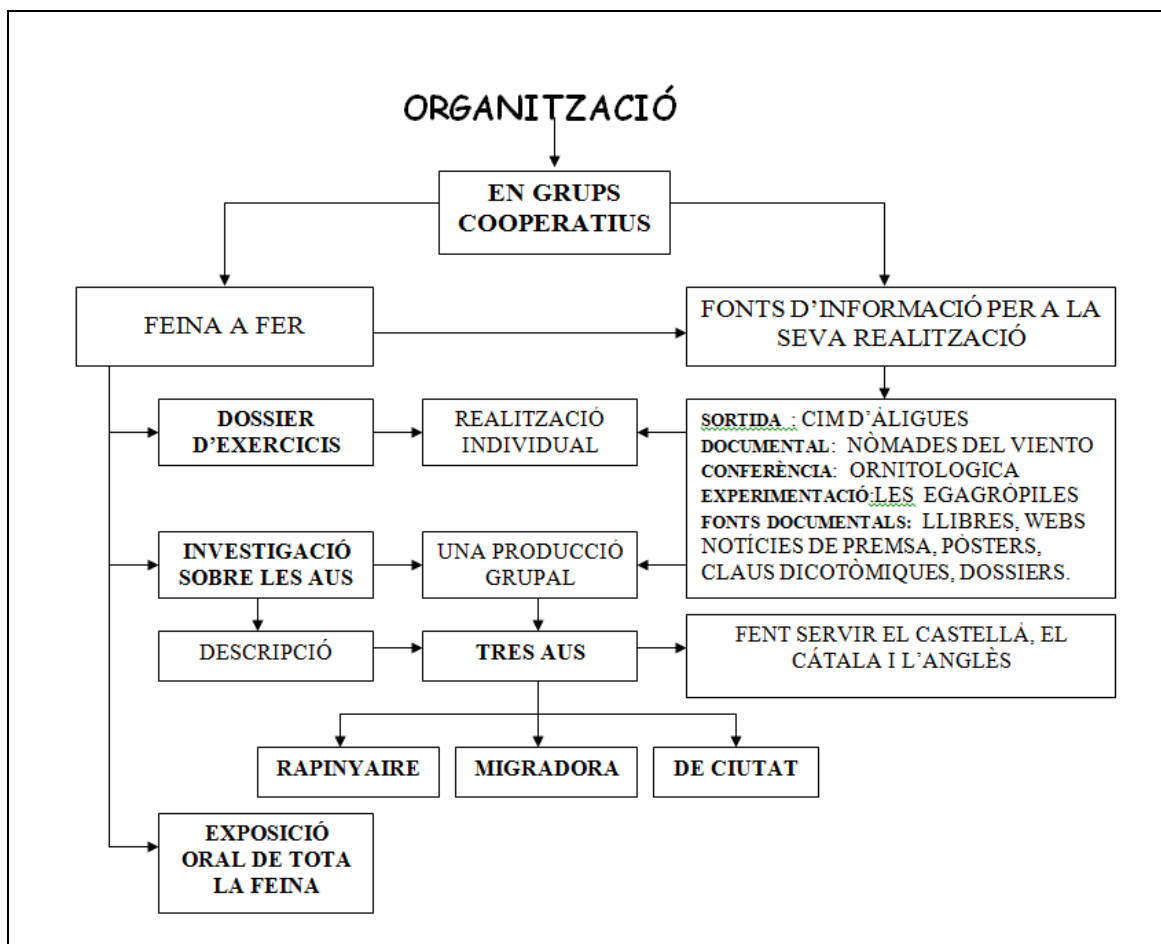 ORGANITZACIÓ
EN GRUPS
COOPERATIUS
FEINA A FER
FONTS D’INFORMACIÓ PER A LA
SEVA REALITZACIÓ
DOSSIER
D’EXERCICIS
REALITZACIÓ
INDIVIDUAL
SORTIDA : CIM D’ÀLIGUES
DOCUMENTAL: NÒMADES DEL VIENTO
CONFERÈNCIA: ORNITOLOGICA
EXPERIMENTACIÓ:LES EGAGRÒPILES
FONTS DOCUMENTALS: LLIBRES, WEBS
NOTÍCIES DE PREMSA, PÒSTERS,
CLAUS DICOTÒMIQUES, DOSSIERS.
INVESTIGACIÓ
SOBRE LES AUS
UNA PRODUCCIÓ
GRUPAL
DESCRIPCIÓ
TRES AUS
FENT SERVIR EL CASTELLÀ, EL
CÁTALA I L’ANGLÈS
RAPINYAIRE
MIGRADORA
DE CIUTAT
EXPOSICIÓ
ORAL DE TOTA
LA FEINA